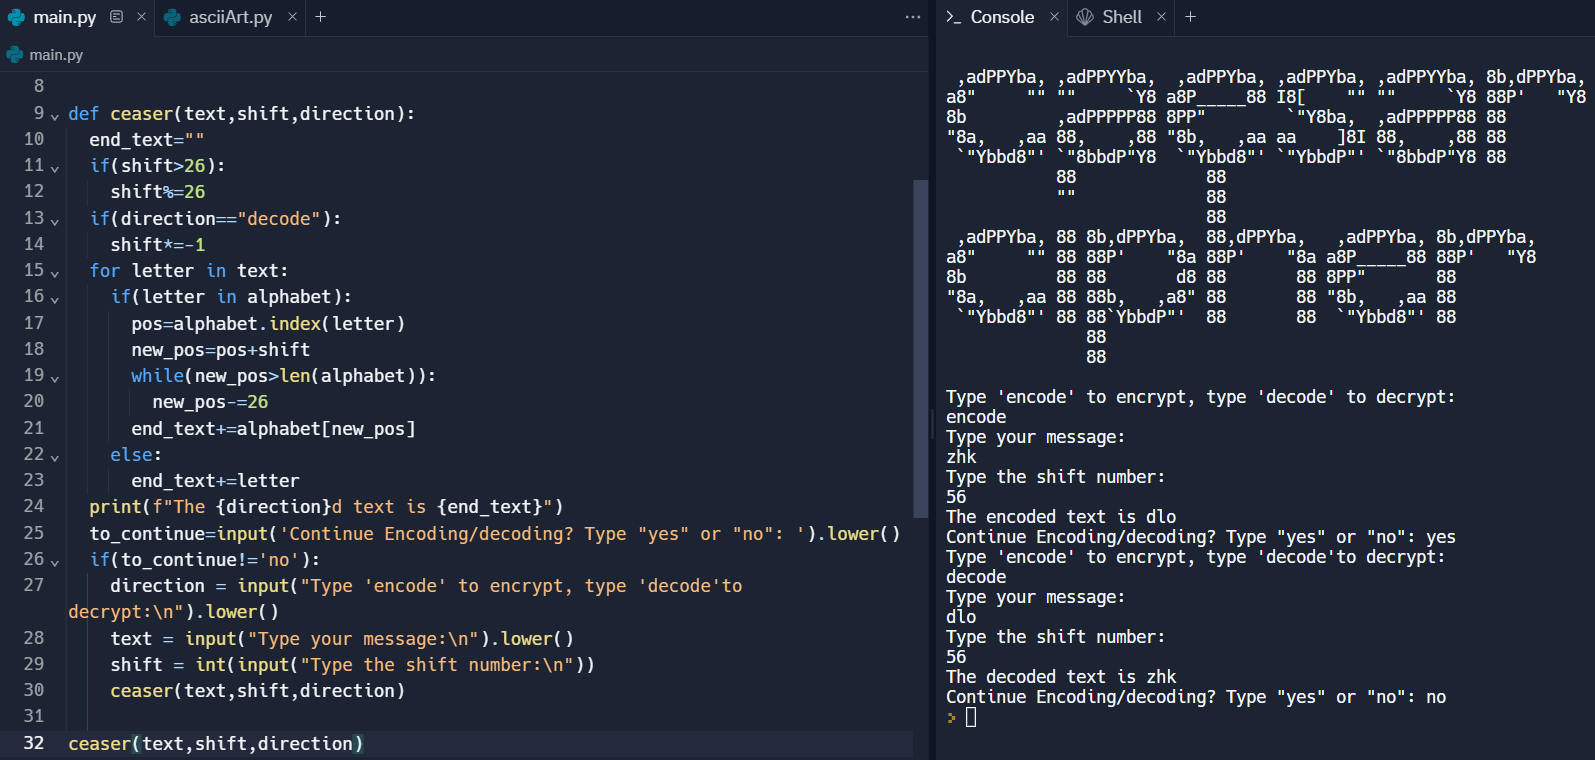 main.py asciiArt.py
main.py
8
9 def ceaser(text,shift,direction):
10 end_text=""
11 if(shift>26):
12 shift%=26
13 if(direction=="decode"):
14 shift*=-1
15 for letter in text:
16 if(letter in alphabet):
17 pos=alphabet.index(letter)
18 new_pos=pos+shift
19 while(new_pos>len(alphabet)):
20 new_pos-=26
21 end_text+=alphabet[new_pos]
22 else:
23 end_text+=letter
24 print(f"The {direction}d text is {end_text}")
25 to_continue=input('Continue Encoding/decoding? Type "yes" or "no": ').lower()
26 if(to_continue!='no'):
27 direction = input("Type 'encode' to encrypt, type 'decode'to
decrypt:\n").lower()
28 text = input("Type your message:\n").lower()
29 shift = int(input("Type the shift number:\n"))
30 ceaser(text,shift,direction)
31
32 ceaser(text,shift,direction)
Console Shell
 ,adPPYba, ,adPPYYba,  ,adPPYba, ,adPPYba, ,adPPYYba, 8b,dPPYba,
a8"     "" ""     `Y8 a8P_____88 I8[    "" ""     `Y8 88P'   "Y8
8b         ,adPPPPP88 8PP"        `"Y8ba,  ,adPPPPP88 88
"8a,   ,aa 88,    ,88 "8b,   ,aa aa    ]8I 88,    ,88 88
 `"Ybbd8"' `"8bbdP"Y8  `"Ybbd8"' `"YbbdP"' `"8bbdP"Y8 88
           88             88
           ""             88
                          88
 ,adPPYba, 88 8b,dPPYba,  88,dPPYba,   ,adPPYba, 8b,dPPYba,
a8"     "" 88 88P'    "8a 88P'    "8a a8P_____88 88P'   "Y8
8b         88 88       d8 88       88 8PP"       88
"8a,   ,aa 88 88b,   ,a8" 88       88 "8b,   ,aa 88
 `"Ybbd8"' 88 88`YbbdP"'  88       88  `"Ybbd8"' 88
              88
              88
Type 'encode' to encrypt, type 'decode' to decrypt:
encode
Type your message:
zhk
Type the shift number:
56
The encoded text is dlo
Continue Encoding/decoding? Type "yes" or "no": yes
Type 'encode' to encrypt, type 'decode'to decrypt:
decode
Type your message:
dlo
Type the shift number:
56
The decoded text is zhk
Continue Encoding/decoding? Type "yes" or "no": no